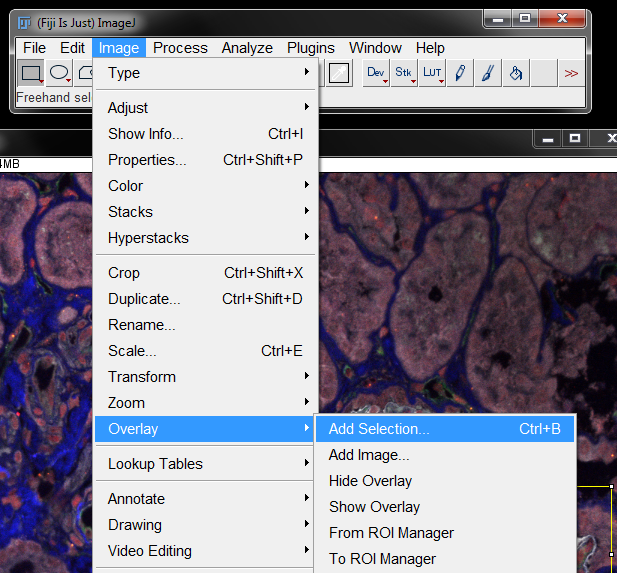 (Fiji Is Just) ImageJ
File Edit Image Process Analyze Plugins Window Help
Dev Stk LUT >>
Freehand sel
4MB
Type
Adjust
Show Info... Ctrl+I
Properties... Ctrl+Shift+P
Color
Stacks
Hyperstacks
Crop Ctrl+Shift+X
Duplicate... Ctrl+Shift+D
Rename...
Scale... Ctrl+E
Transform
Zoom
Overlay
Add Selection... Ctrl+B
Add Image...
Lookup Tables
Hide Overlay
Annotate
Show Overlay
Drawing
From ROI Manager
Video Editing
To ROI Manager